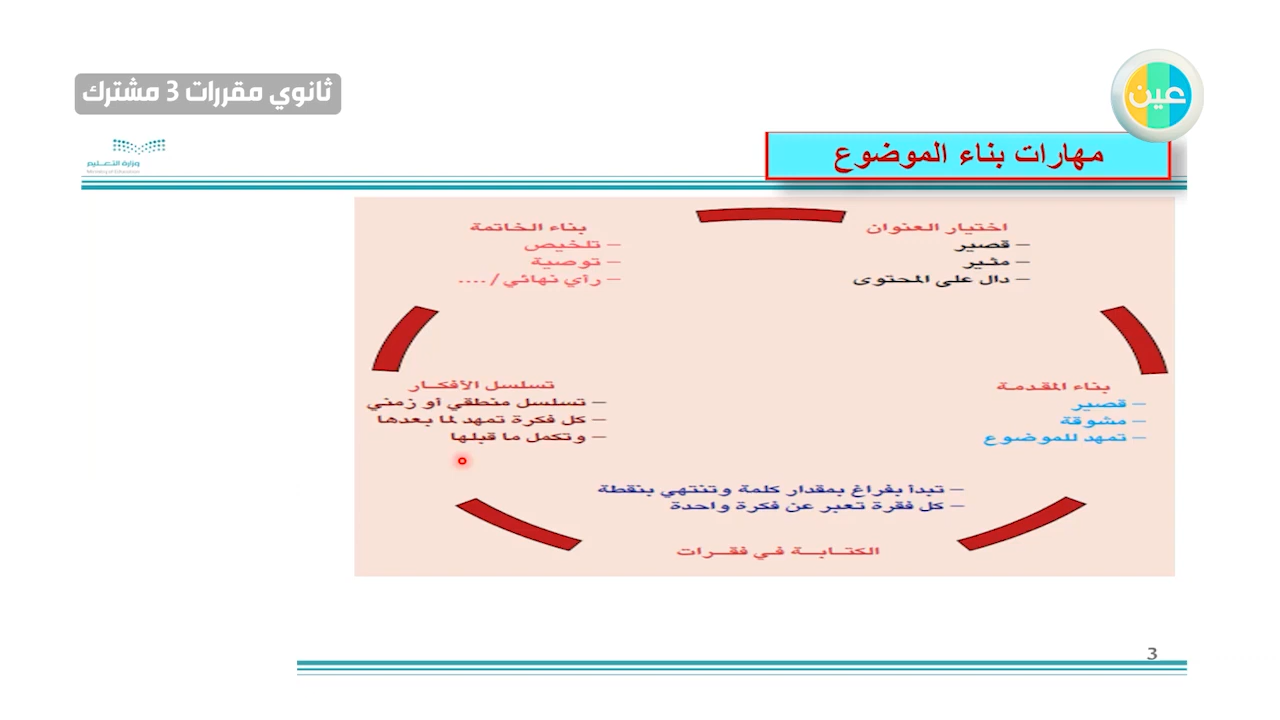 ثانوي مقررات 3 مشترك
عين
وزارة التعليم
Ministry of Education
مهارات بناء الموضوع
اختيار العنوان
– قصير
– مثير
– دال على المحتوى
بناء المقدمة
– قصير
– مشوقة
– تمهد للموضوع
– تبدأ بفراغ بمقدار كلمة وتنتهي بنقطة
– كل فقرة تعبر عن فكرة واحدة
الكتابة في فقرات
تسلسل الأفكار
– تسلسل منطقي أو زمني
– كل فكرة تمهد لما بعدها
– وتكمل ما قبلها
بناء الخاتمة
– تلخيص
– توصية
– رأي نهائي/ ....
3